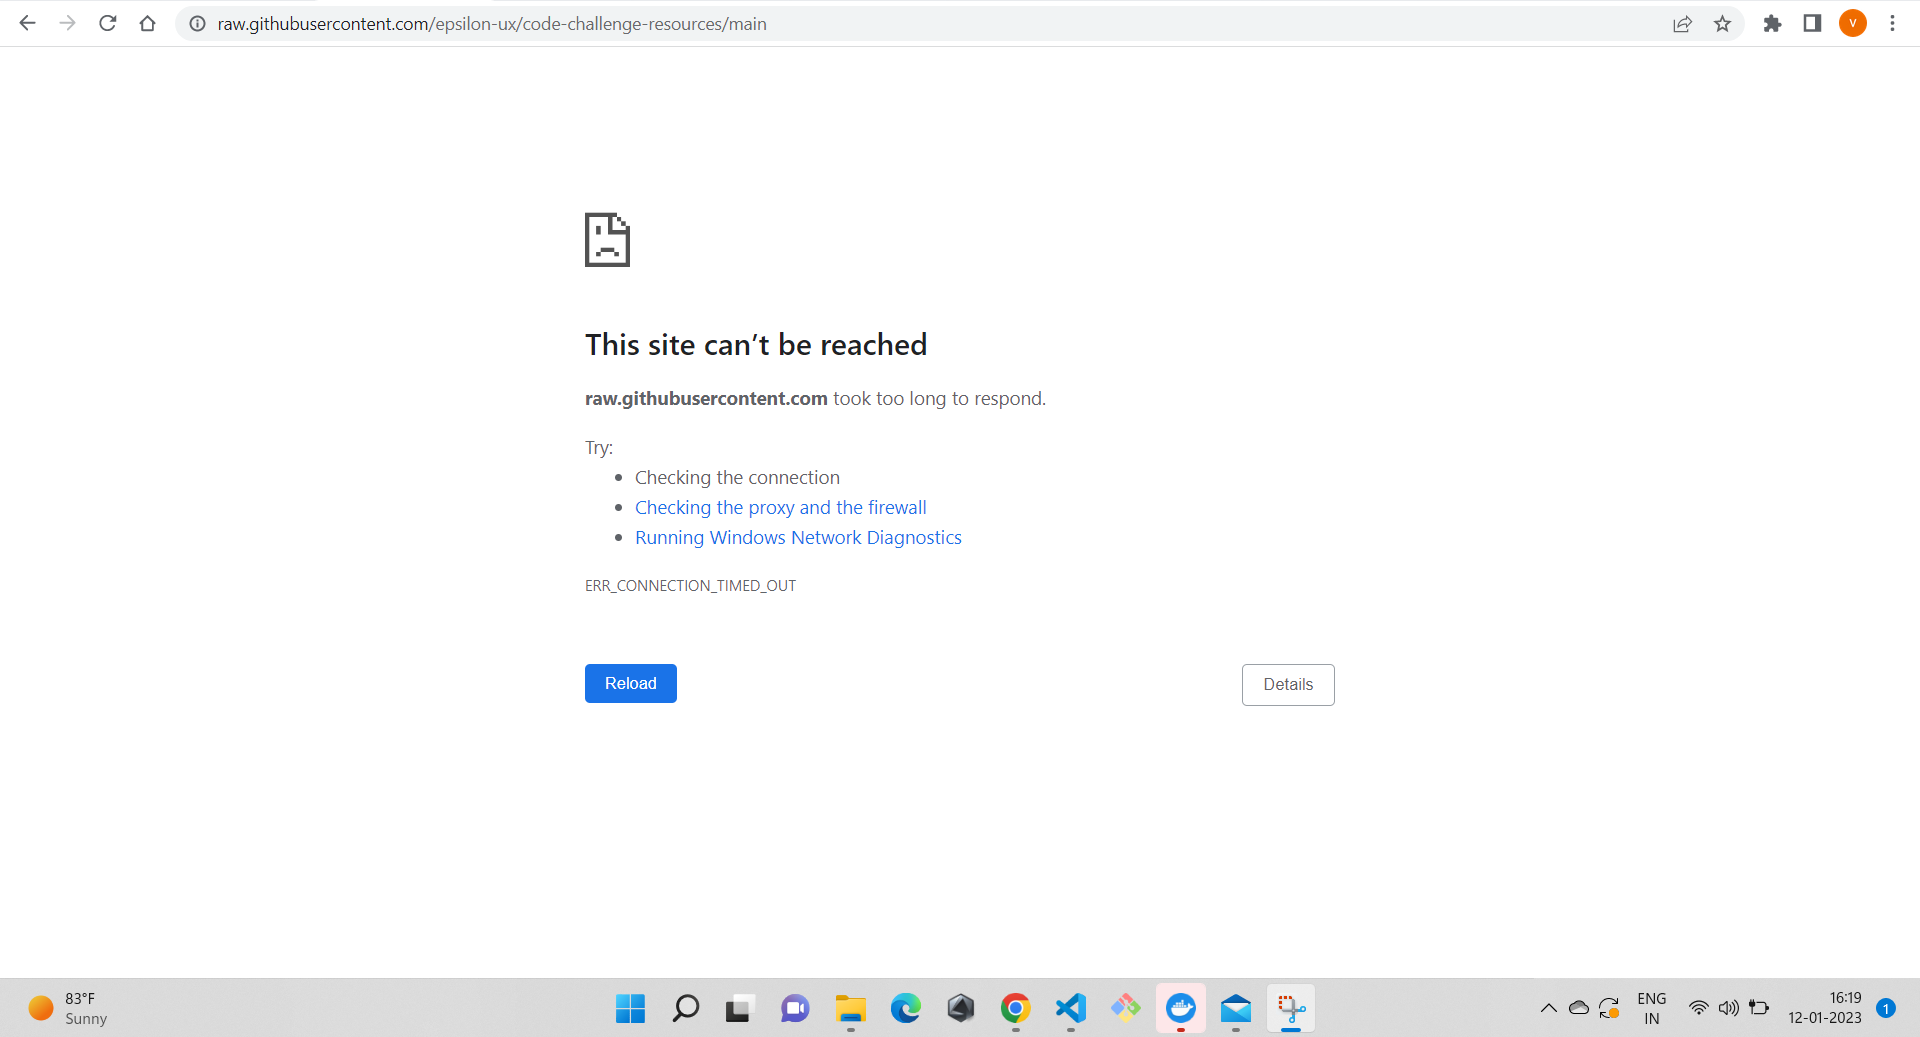 raw.githubusercontent.com/epsilon-ux/code-challenge-resources/main
V
This site can’t be reached
raw.githubusercontent.com took too long to respond.
Try:
Checking the connection
Checking the proxy and the firewall
Running Windows Network Diagnostics
ERR_CONNECTION_TIMED_OUT
Reload
Details
83°F
Sunny
ENG
IN
16:19
12-01-2023
1